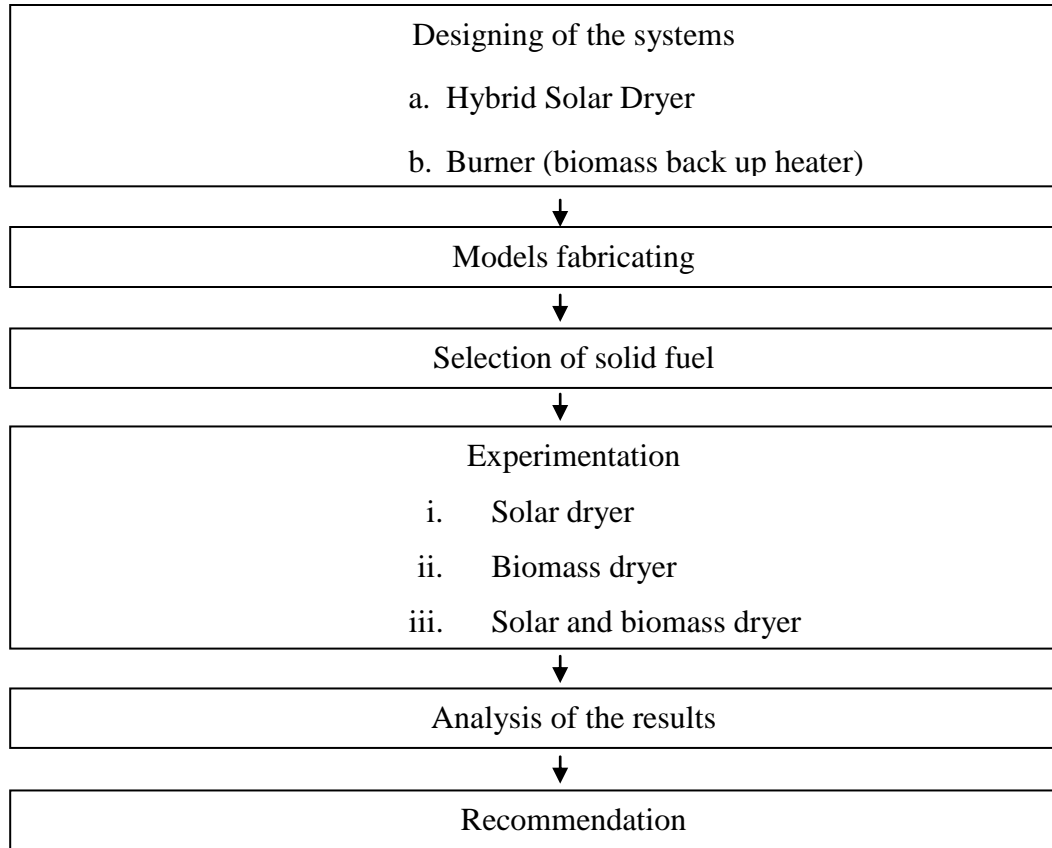 Designing of the systems
a. Hybrid Solar Dryer
b. Burner (biomass back up heater)
Models fabricating
Selection of solid fuel
Experimentation
i. Solar dryer
ii. Biomass dryer
iii. Solar and biomass dryer
Analysis of the results
Recommendation